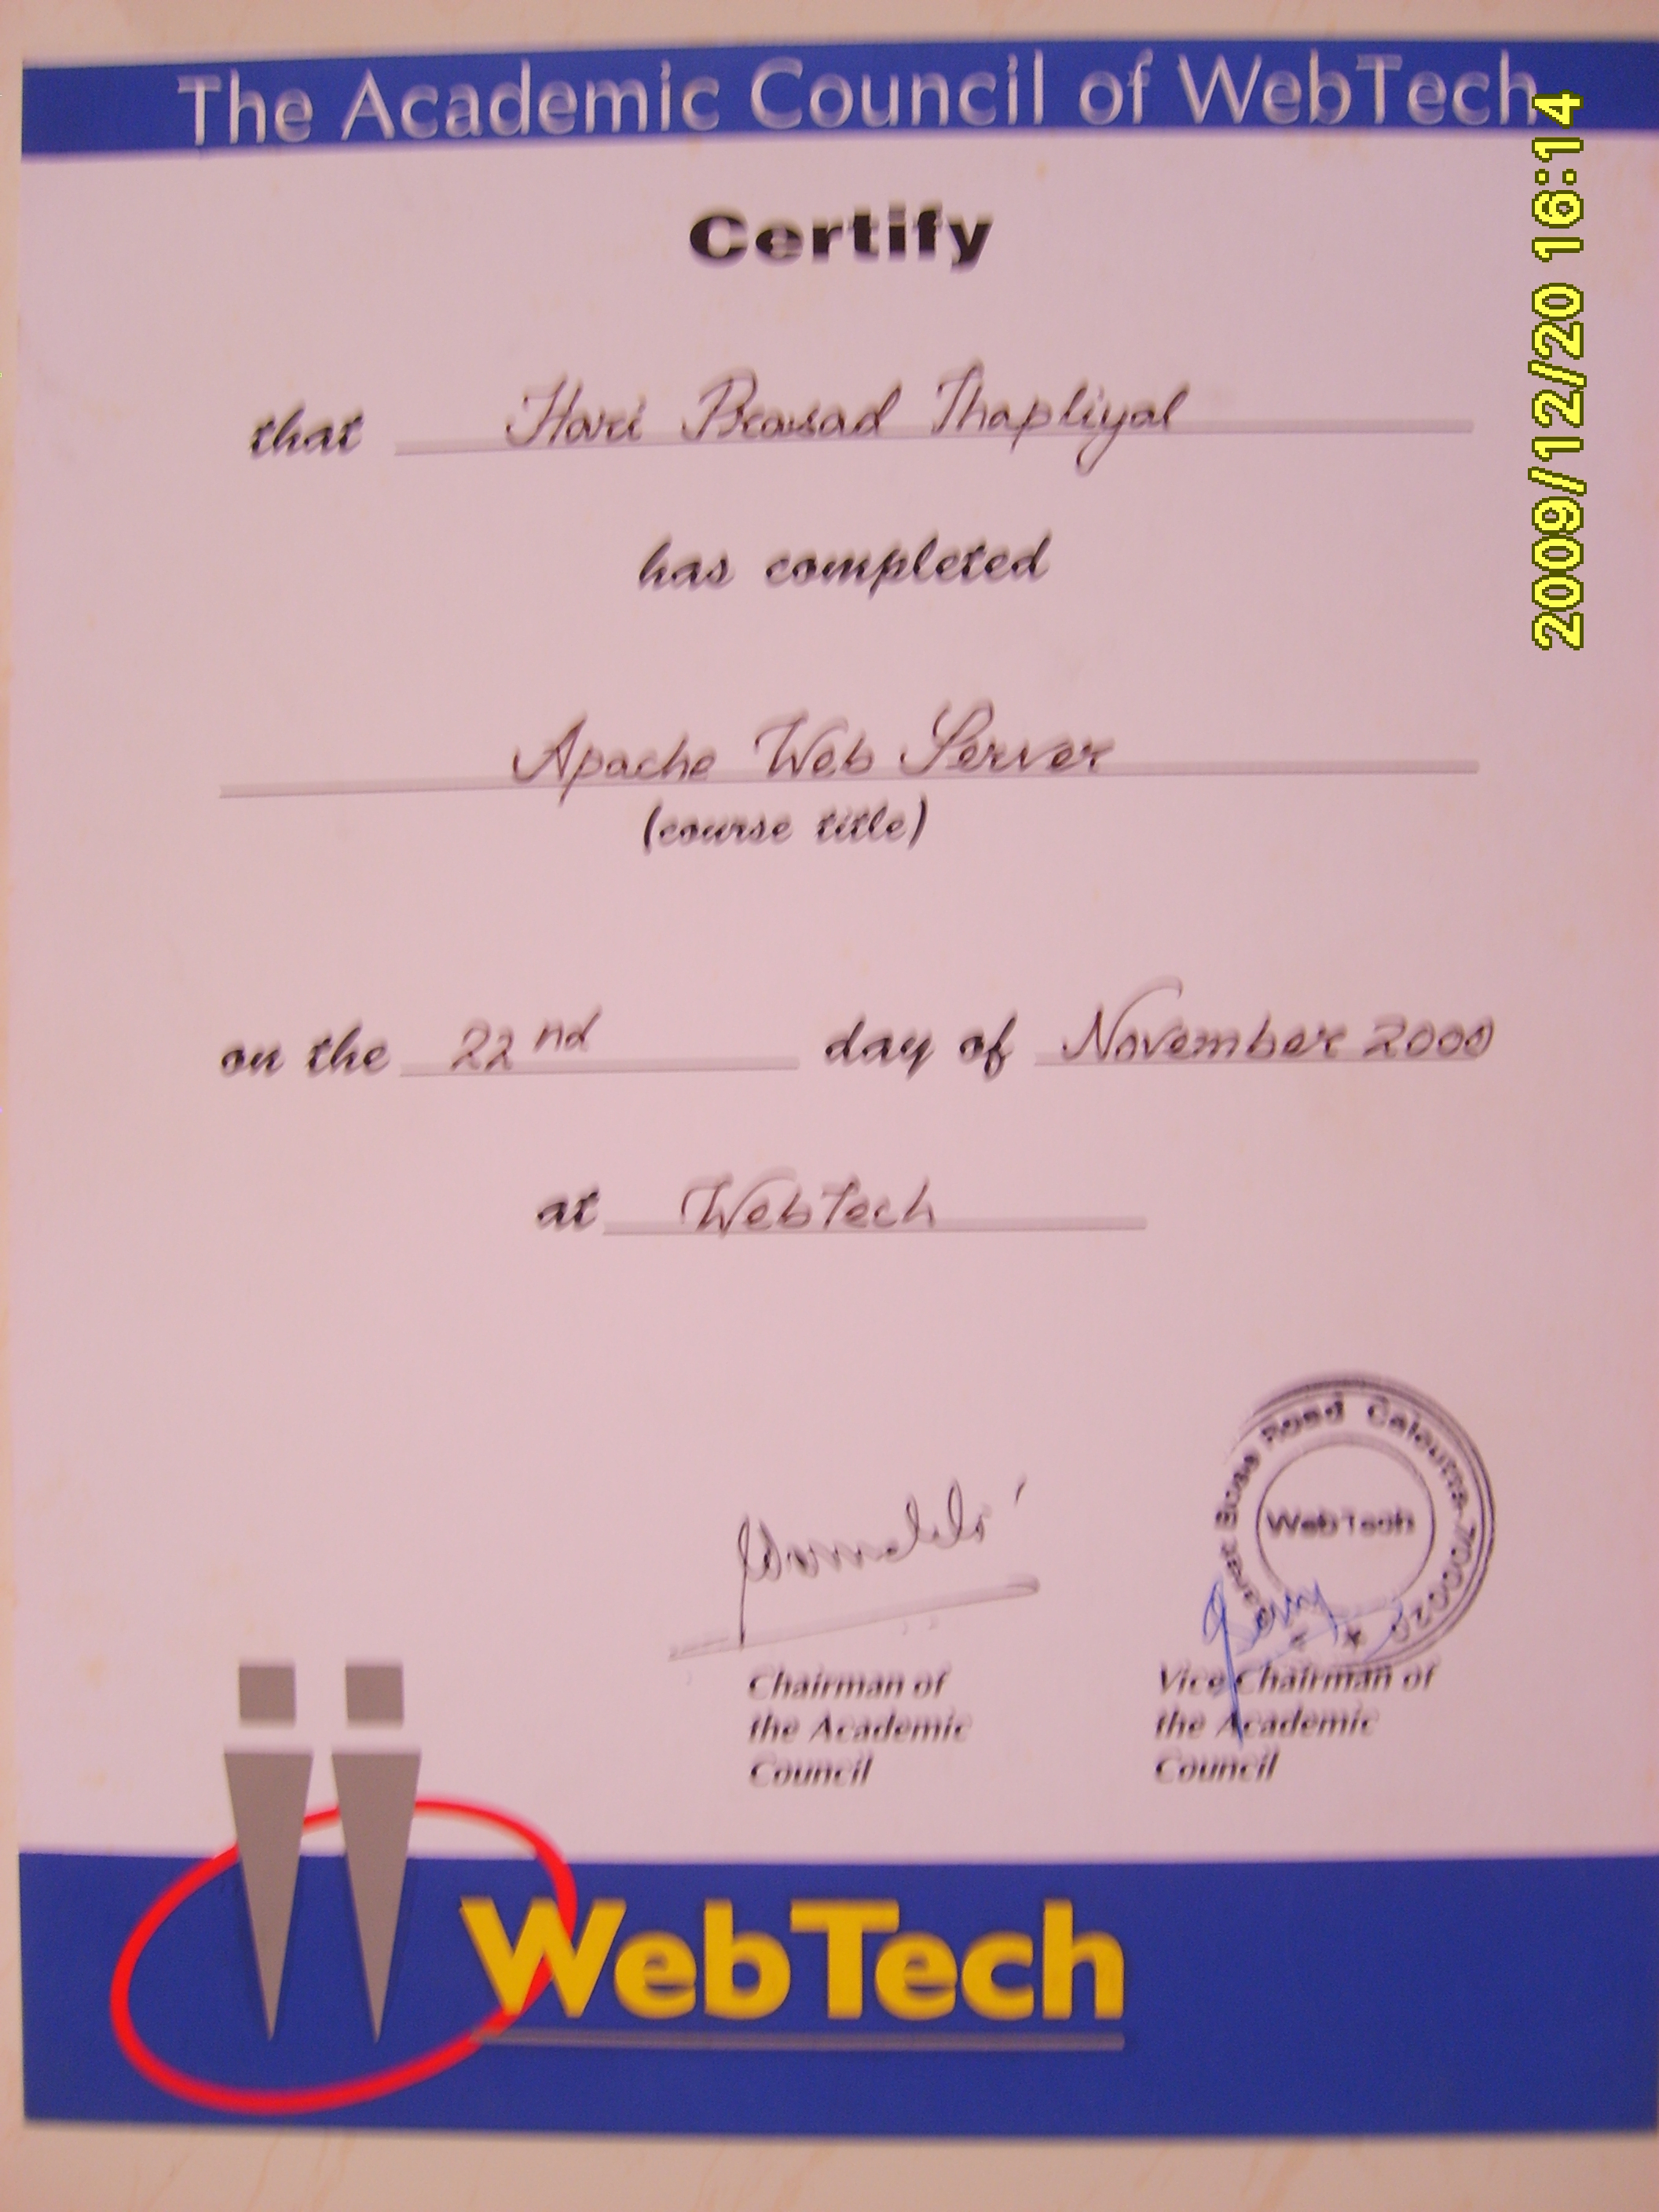 The Academic Council of WebTech
Certify
that Hari Prasad Thapliyal
has completed
Apache Web Server
(course title)
on the 22nd day of November 2000
at WebTech
Bose Road Calcutta-700020
WebTech
Chairman of
the Academic
Council
Vice Chairman of
the Academic
Council
WebTech
2009/12/20 16:14